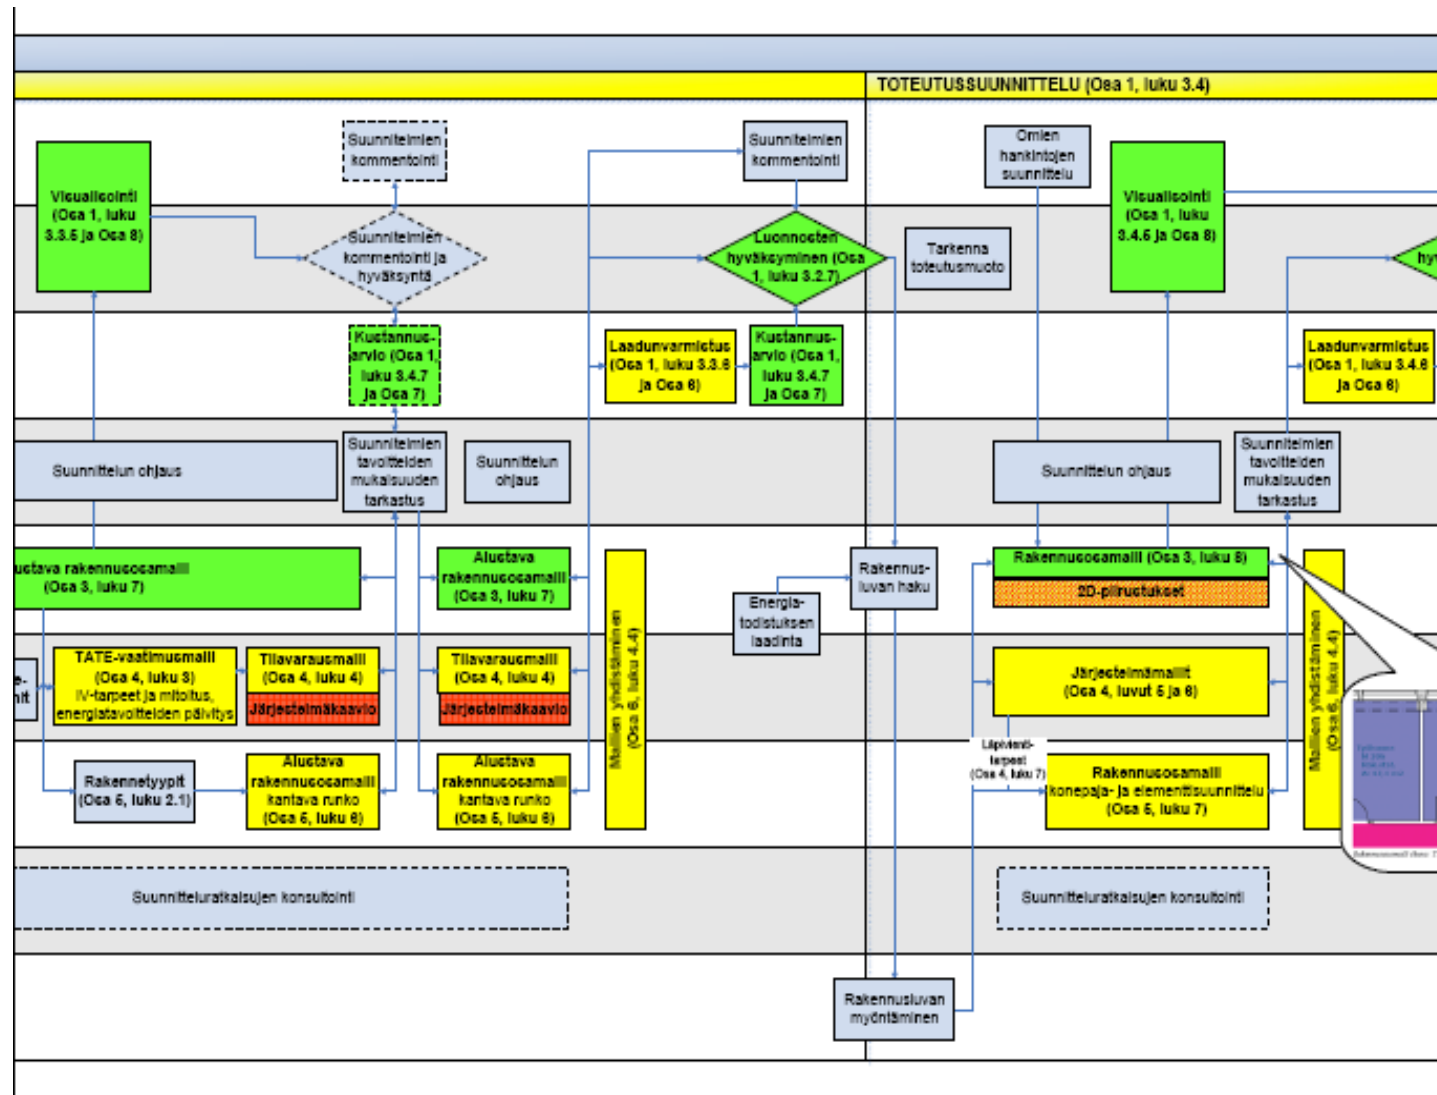 TOTEUTUSSUUNNITTELU (Osa 1, luku 3.4)
Visualisointi
(Osa 1, luku
3.3.5 ja Osa 8)
Suunnitelmien
kommentointi
Suunnitelmien
kommentointi
Omien
hankintojen
suunnittelu
Visualisointi
(Osa 1, luku
3.4.5 ja Osa 8)
Suunnitelmien
kommentointi ja
hyväksyntä
Luonnosten
hyväksyminen (Osa
1, luku 3.2.7)
Tarkenna
toteutusmuoto
Kustannus-
arvio (Osa 1,
luku 3.4.7
ja Osa 7)
Laadunvarmistus
(Osa 1, luku 3.3.6
ja Osa 6)
Kustannus-
arvio (Osa 1,
luku 3.4.7
ja Osa 7)
Laadunvarmistus
(Osa 1, luku 3.4.6
ja Osa 6)
Suunnittelun ohjaus
Suunnitelmien
tavoitteiden
mukaisuuden
tarkastus
Suunnittelun
ohjaus
Suunnittelun ohjaus
Suunnitelmien
tavoitteiden
mukaisuuden
tarkastus
ustava rakennusosamalli
(Osa 3, luku 7)
Alustava
rakennusosamalli
(Osa 3, luku 7)
Mallien yhdistäminen
(Osa 6, luku 4.4)
Energia-
todistuksen
laadinta
Rakennus-
luvan haku
Rakennusosamalli (Osa 3, luku 8)
2D-piirustukset
Mallien yhdistäminen
(Osa 6, luku 4.4)
TATE-vaatimusmalli
(Osa 4, luku 3)
IV-tarpeet ja mitoitus,
energiatavoitteiden päivitys
Tilavarausmalli
(Osa 4, luku 4)
Järjestelmäkaavio
Tilavarausmalli
(Osa 4, luku 4)
Järjestelmäkaavio
Järjestelmämallit
(Osa 4, luvut 5 ja 6)
Läpivienti-
tarpeet
(Osa 4, luku 7)
Rakennetyypit
(Osa 5, luku 2.1)
Alustava
rakennusosamalli
kantava runko
(Osa 5, luku 6)
Alustava
rakennusosamalli
kantava runko
(Osa 5, luku 6)
Rakennusosamalli
konepaja- ja elementtisuunnittelu
(Osa 5, luku 7)
Suunnitteluratkaisujen konsultointi
Suunnitteluratkaisujen konsultointi
Rakennusluvan
myöntäminen